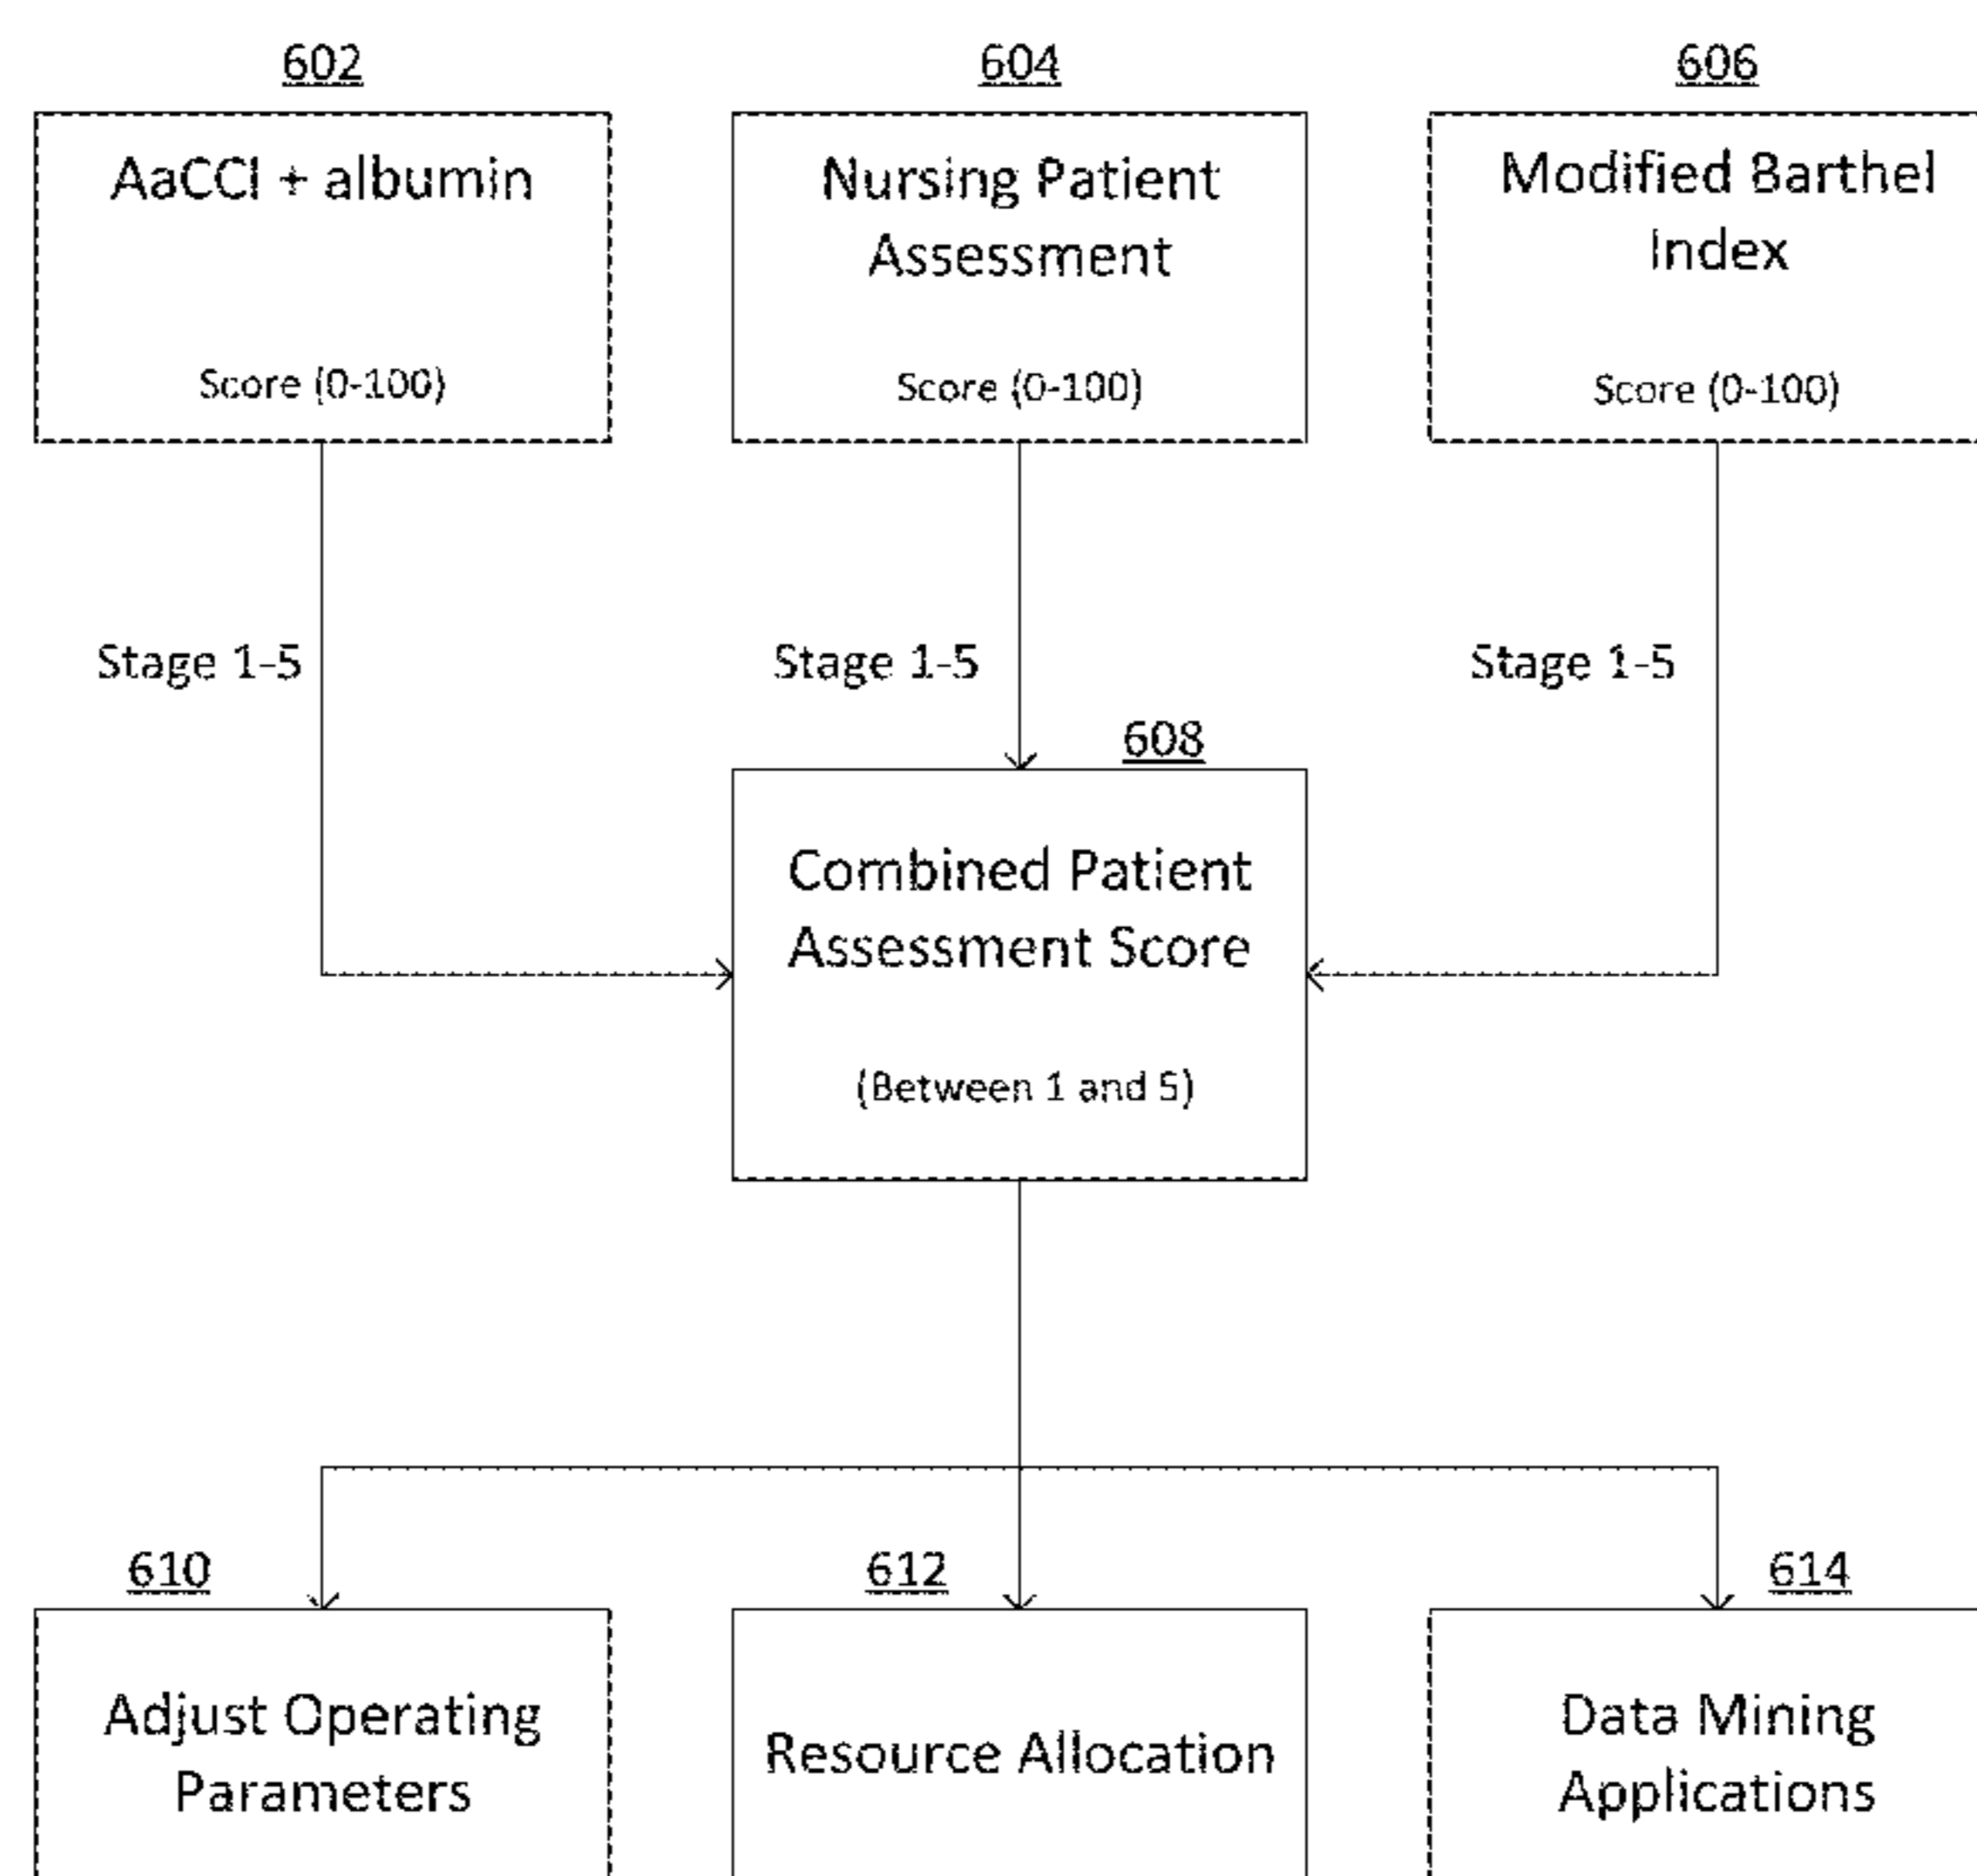 602
604
606
AaCCI + albumin
Score (0-100)
Nursing Patient
Assessment
Score (0-100)
Modified Barthel
Index
Score (0-100)
Stage 1-5
Stage 1-5
Stage 1-5
608
Combined Patient
Assessment Score
(Between 1 and 5)
610
612
614
Adjust Operating
Parameters
Resource Allocation
Data Mining
Applications